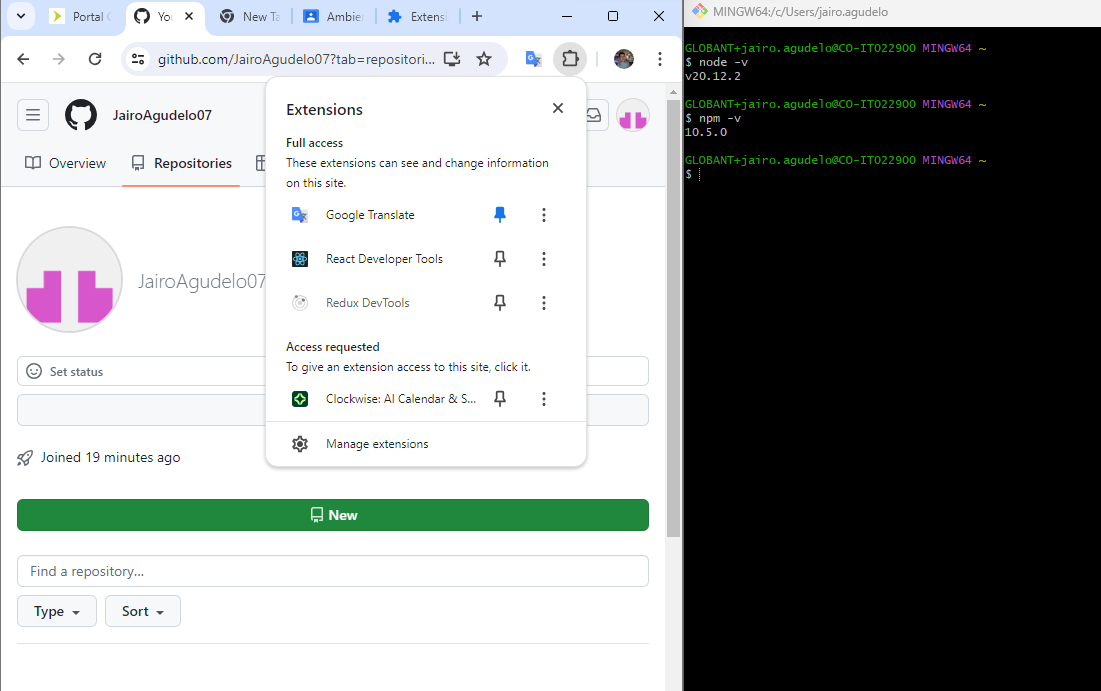 Portal C
You
New Ta
Ambie
Extens
github.com/JairoAgudelo07?tab=repositori...
JairoAgudelo07
Overview
Repositories
JairoAgudelo07
Set status
Joined 19 minutes ago
New
Find a repository...
Type
Sort
Extensions
Full access
These extensions can see and change information
on this site.
Google Translate
React Developer Tools
Redux DevTools
Access requested
To give an extension access to this site, click it.
Clockwise: AI Calendar & S...
Manage extensions
MINGW64:/c/Users/jairo.agudelo
GLOBANT+jairo.agudelo@CO-IT022900 MINGW64 ~
$ node -v
v20.12.2
GLOBANT+jairo.agudelo@CO-IT022900 MINGW64 ~
$ npm -v
10.5.0
GLOBANT+jairo.agudelo@CO-IT022900 MINGW64 ~
$